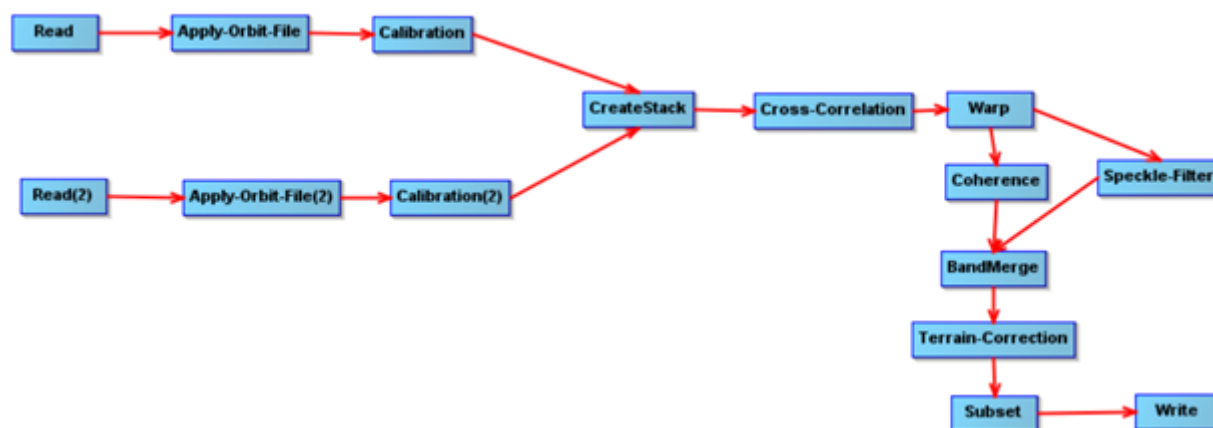 Read
Apply-Orbit-File
Calibration
CreateStack
Cross-Correlation
Warp
Read(2)
Apply-Orbit-File(2)
Calibration(2)
Coherence
Speckle-Filter
BandMerge
Terrain-Correction
Subset
Write